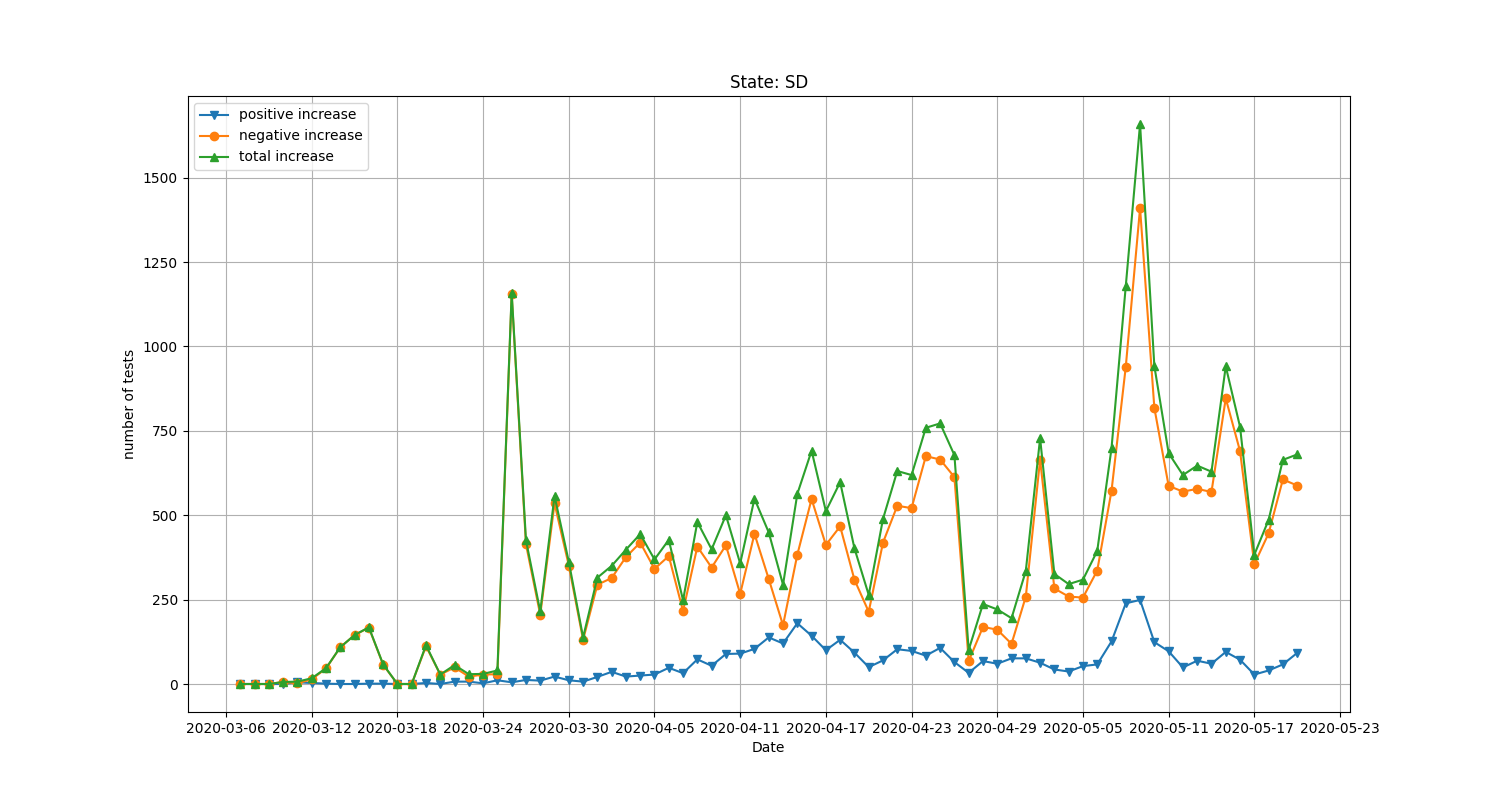 State: SD
positive increase
negative increase
total increase
number of tests
1500
1250
1000
750
500
250
0
2020-03-06 2020-03-12 2020-03-18 2020-03-24 2020-03-30 2020-04-05 2020-04-11 2020-04-17 2020-04-23 2020-04-29 2020-05-05 2020-05-11 2020-05-17 2020-05-23
Date